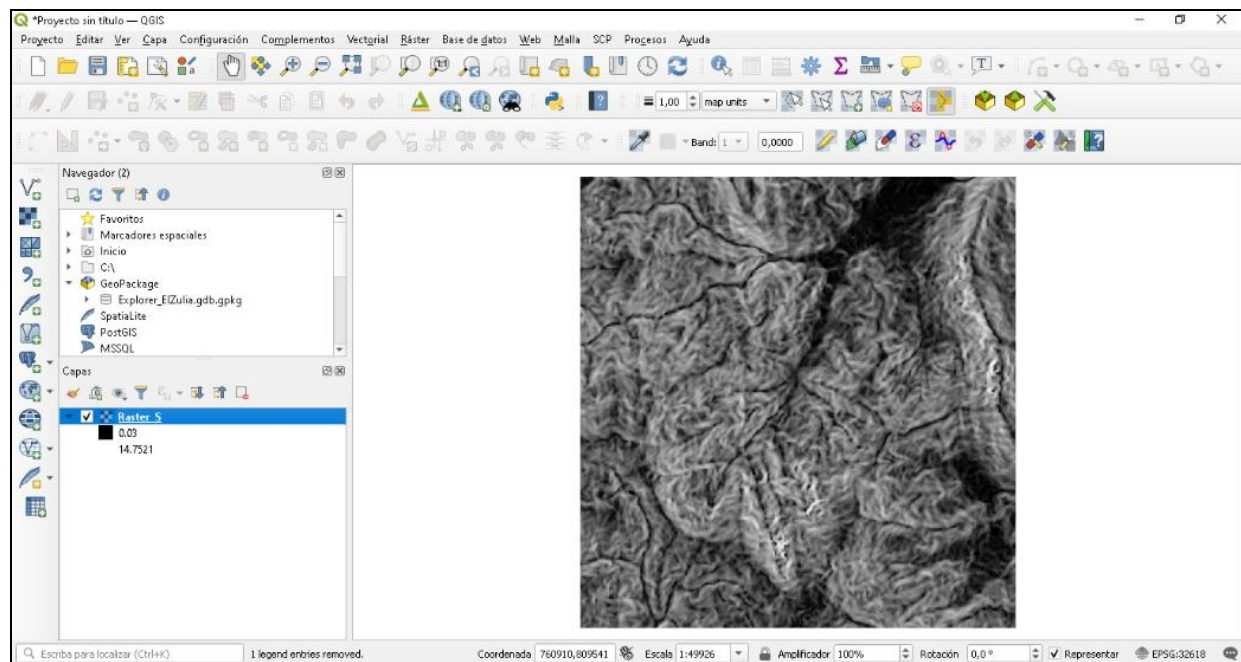 *Proyecto sin título — QGIS
Proyecto Editar Ver Capa Configuración Complementos Vectorial Ráster Base de datos Web Malla SCP Procesos Ayuda
1,00 map units
Band: 1 0,0000
Navegador (2)
Favoritos
Marcadores espaciales
Inicio
C:\
GeoPackage
Explorer_ElZulia.gdb.gpkg
SpatiaLite
PostGIS
MSSQL
Capas
Raster_S
0.03
14.7521
Escriba para localizar (Ctrl+K) 1 legend entries removed. Coordenada 760910,809541 Escala 1:49926 Amplificador 100% Rotación 0,0 ° Representar EPSG:32618